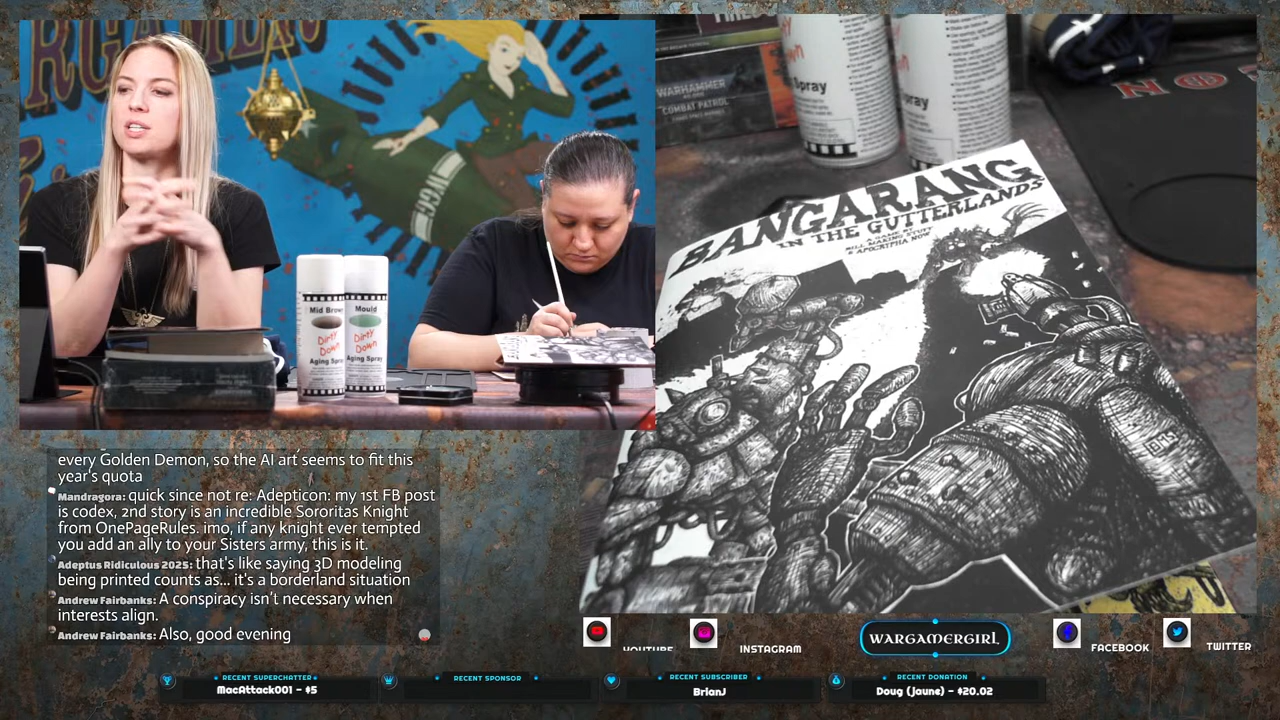 RGAMER
WGC
Mid Brow
Dirty
Down
Aging Spray
Mould
Dirty
Down
Aging Spray
WARHAMMER
COMBAT PATROL
Spray
Spray
BANGARANG
IN THE GUTTERLANDS
& APOCRYPHA NOW
every Golden Demon, so the AI art seems to fit this
year's quota
Mandragora: quick since not re: Adepticon: my 1st FB post
is codex, 2nd story is an incredible Sororitas Knight
from OnePageRules. imo, if any knight ever tempted
you add an ally to your Sisters army, this is it.
Adeptus Ridiculous 2025: that's like saying 3D modeling
being printed counts as... it's a borderland situation
Andrew Fairbanks: A conspiracy isn't necessary when
interests align.
Andrew Fairbanks: Also, good evening
YOUTUBE
INSTAGRAM
WARGAMERGIRL
FACEBOOK
TWITTER
RECENT SUPERCHATTER
MacAttack001 - $5
RECENT SPONSOR
RECENT SUBSCRIBER
BrianJ
RECENT DONATION
Doug (Jaune) - $20.02